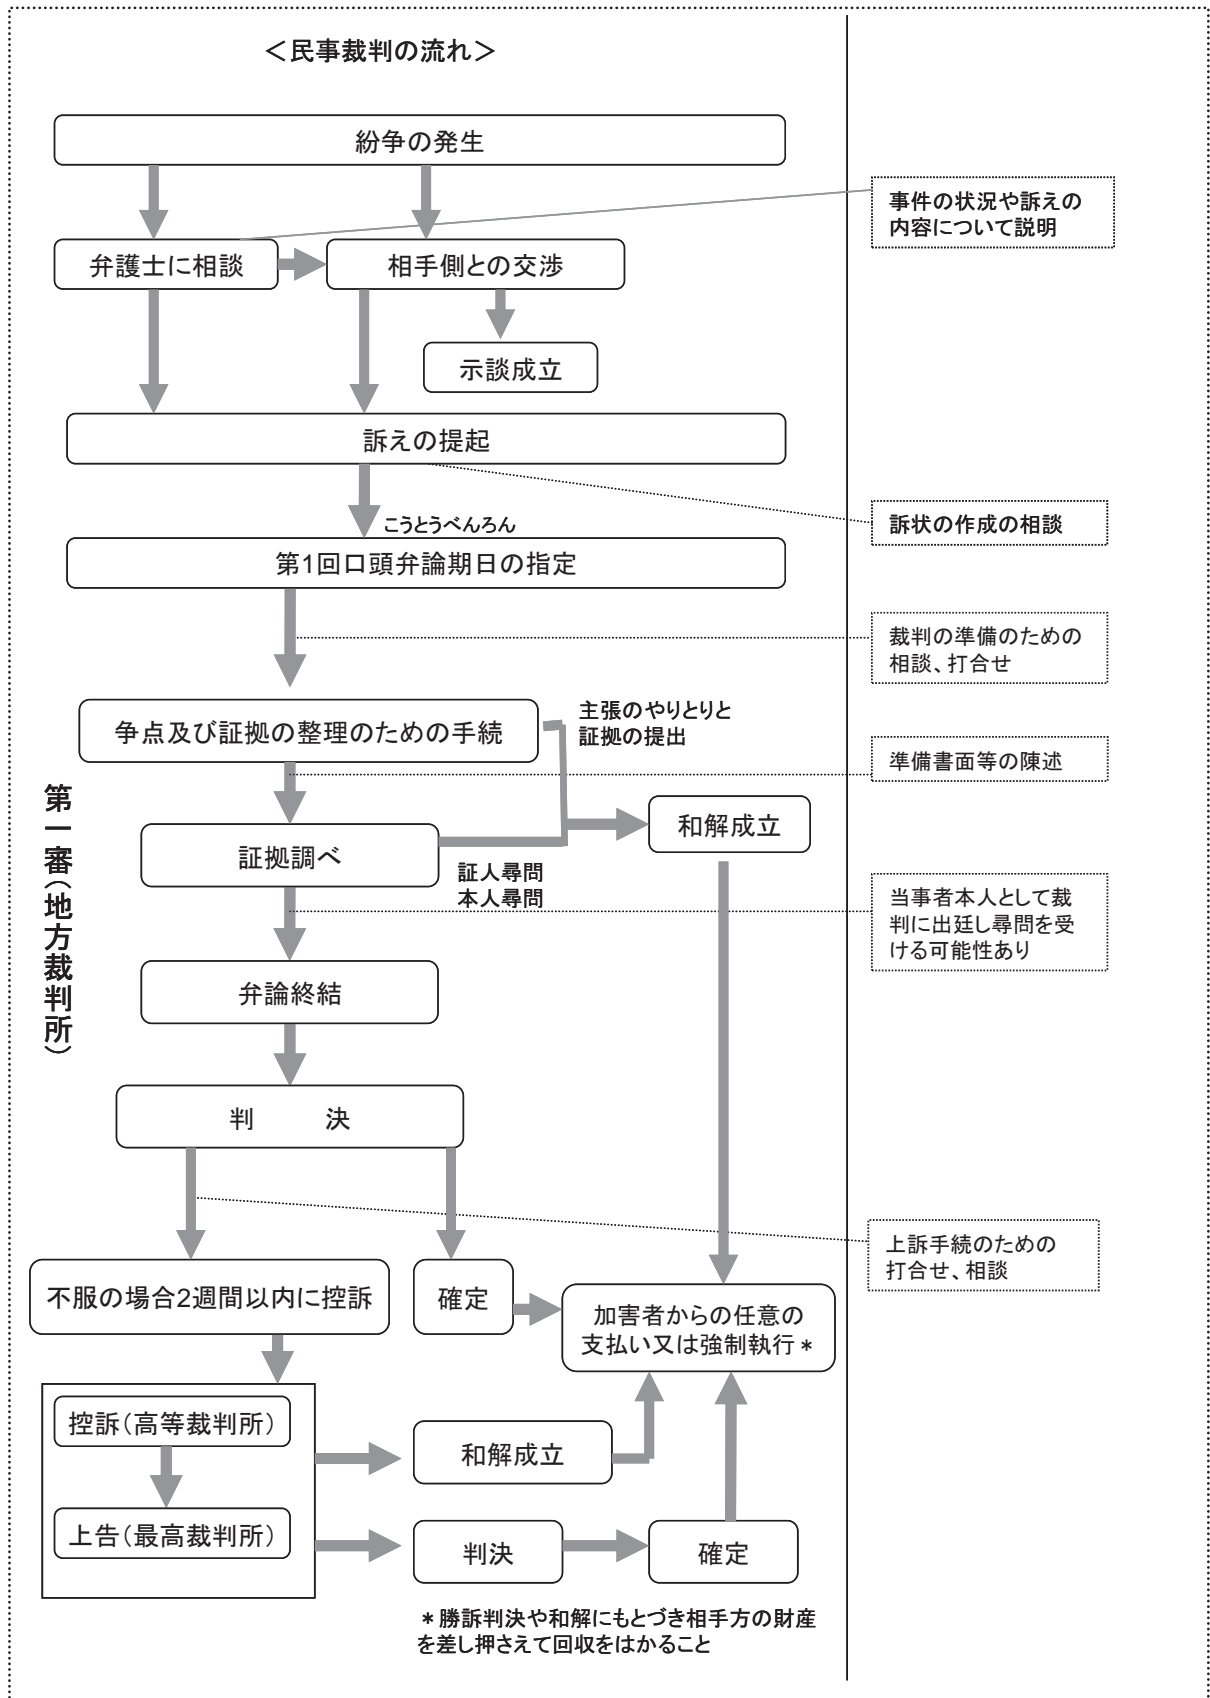 ＜民事裁判の流れ＞
紛争の発生
事件の状況や訴えの
内容について説明
弁護士に相談
相手側との交渉
示談成立
訴えの提起
訴状の作成の相談
こうとうべんろん
第1回口頭弁論期日の指定
裁判の準備のための
相談、打合せ
争点及び証拠の整理のための手続
主張のやりとりと
証拠の提出
準備書面等の陳述
第一審（地方裁判所）
和解成立
証拠調べ
証人尋問
本人尋問
当事者本人として裁
判に出廷し尋問を受
ける可能性あり
弁論終結
判　　　決
上訴手続のための
打合せ、相談
不服の場合2週間以内に控訴
確定
加害者からの任意の
支払い又は強制執行＊
控訴（高等裁判所）
和解成立
上告（最高裁判所）
判決
確定
＊勝訴判決や和解にもとづき相手方の財産
を差し押さえて回収をはかること